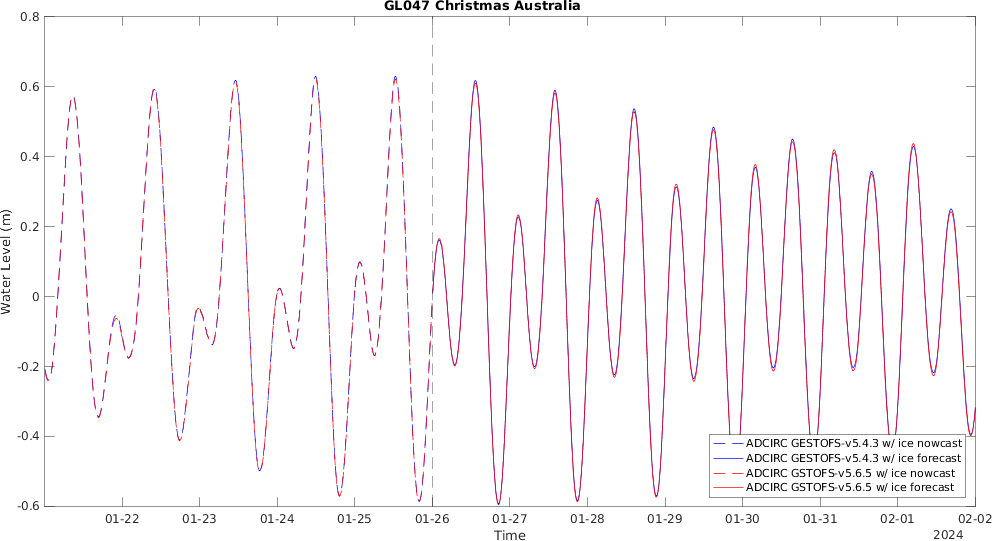 GL047 Christmas Australia
0.8
0.6
0.4
0.2
0
-0.2
-0.4
-0.6
Water Level (m)
ADCIRC GESTOFS-v5.4.3 w/ ice nowcast
ADCIRC GESTOFS-v5.4.3 w/ ice forecast
ADCIRC GSTOFS-v5.6.5 w/ ice nowcast
ADCIRC GSTOFS-v5.6.5 w/ ice forecast
01-22 01-23 01-24 01-25 01-26 01-27 01-28 01-29 01-30 01-31 02-01 02-02
Time
2024